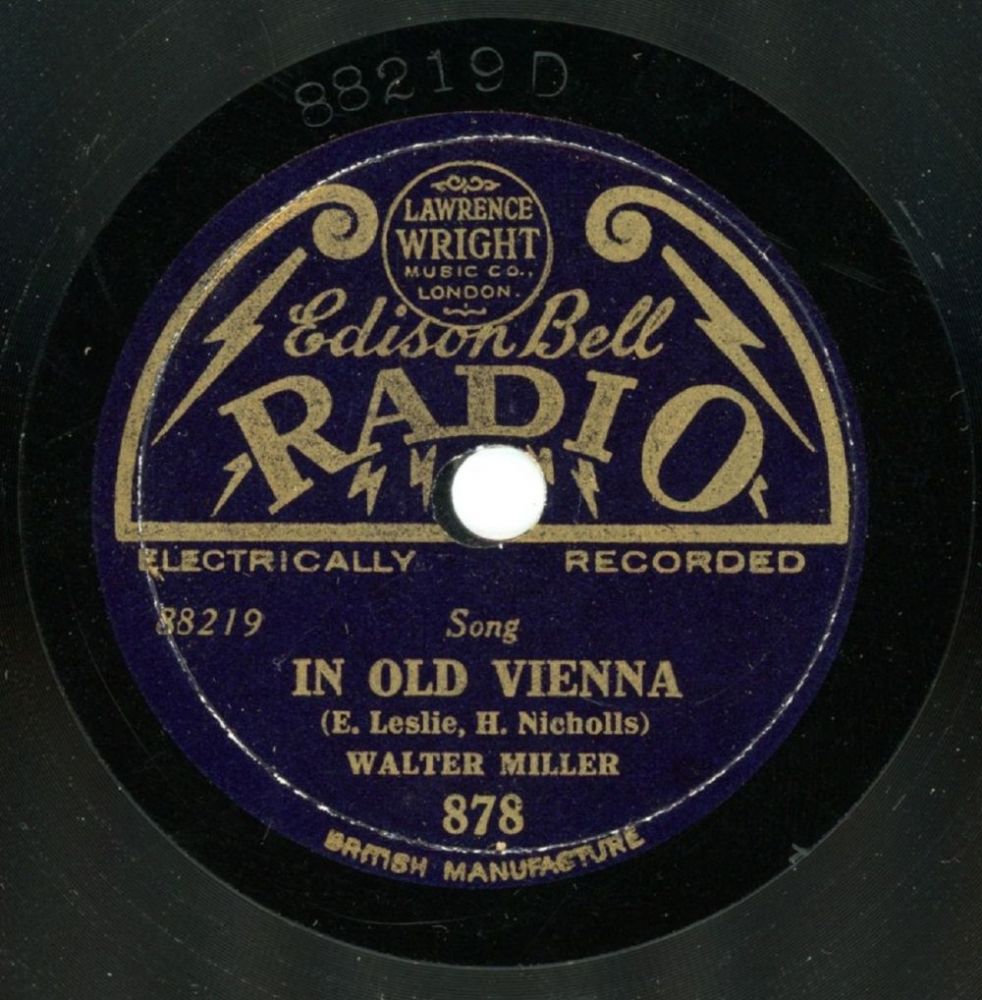 88219 D
LAWRENCE
WRIGHT
MUSIC CO.,
LONDON.
Edison Bell
RADIO
ELECTRICALLY RECORDED
88219 Song
IN OLD VIENNA
(E. Leslie, H. Nicholls)
WALTER MILLER
878
BRITISH MANUFACTURE